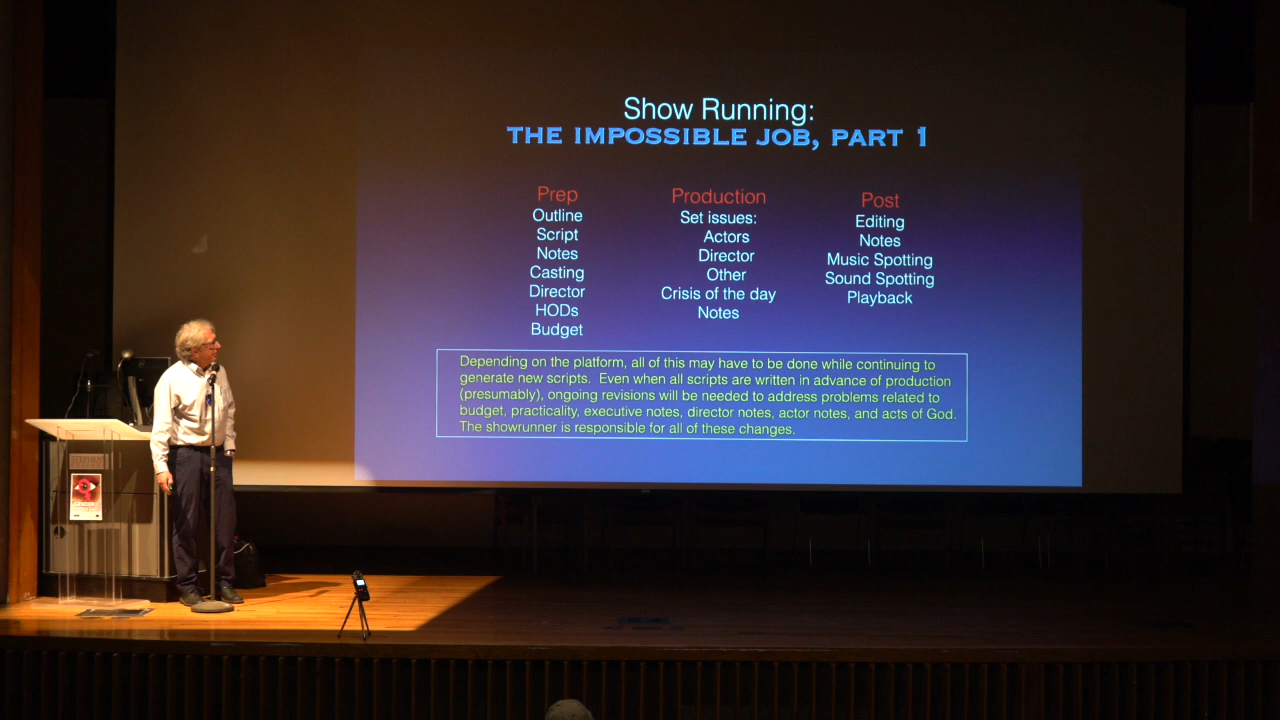 Show Running:
THE IMPOSSIBLE JOB, PART 1
Prep
Outline
Script
Notes
Casting
Director
HODs
Budget
Production
Set issues:
Actors
Director
Other
Crisis of the day
Notes
Post
Editing
Notes
Music Spotting
Sound Spotting
Playback
Depending on the platform, all of this may have to be done while continuing to
generate new scripts. Even when all scripts are written in advance of production
(presumably), ongoing revisions will be needed to address problems related to
budget, practicality, executive notes, director notes, actor notes, and acts of God.
The showrunner is responsible for all of these changes.
STEPHENS